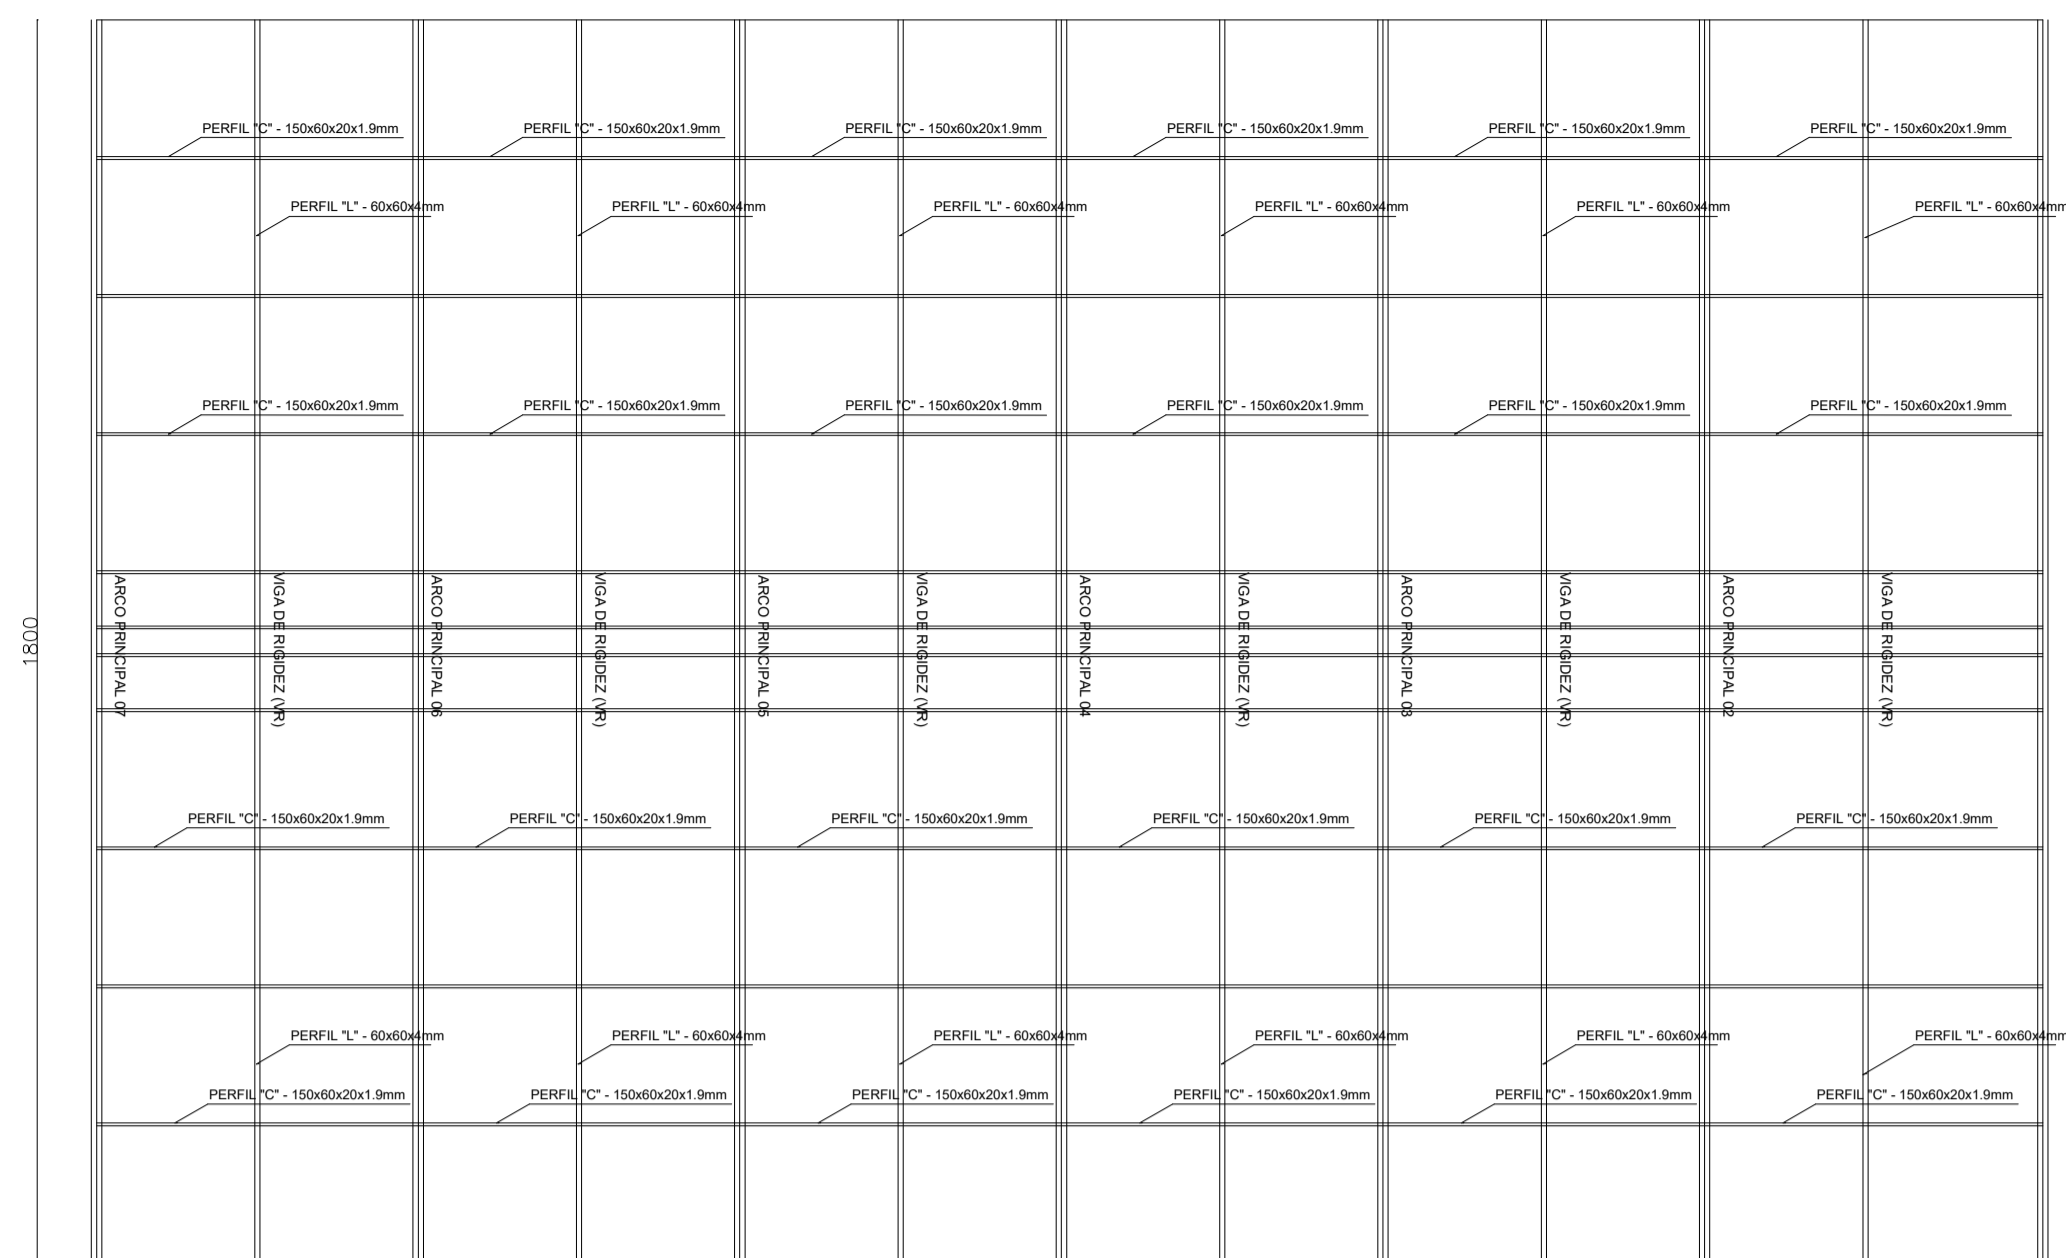 PERFIL "C" - 150x60x20x1.9mm
PERFIL "C" - 150x60x20x1.9mm
PERFIL "C" - 150x60x20x1.9mm
PERFIL "C" - 150x60x20x1.9mm
PERFIL "C" - 150x60x20x1.9mm
PERFIL "C" - 150x60x20x1.9mm
PERFIL "L" - 60x60x4mm
PERFIL "L" - 60x60x4mm
PERFIL "L" - 60x60x4mm
PERFIL "L" - 60x60x4mm
PERFIL "L" - 60x60x4mm
PERFIL "L" - 60x60x4mm
PERFIL "C" - 150x60x20x1.9mm
PERFIL "C" - 150x60x20x1.9mm
PERFIL "C" - 150x60x20x1.9mm
PERFIL "C" - 150x60x20x1.9mm
PERFIL "C" - 150x60x20x1.9mm
PERFIL "C" - 150x60x20x1.9mm
1800
ARCO PRINCIPAL 07
VIGA DE RIGIDEZ (VR)
ARCO PRINCIPAL 06
VIGA DE RIGIDEZ (VR)
ARCO PRINCIPAL 05
VIGA DE RIGIDEZ (VR)
ARCO PRINCIPAL 04
VIGA DE RIGIDEZ (VR)
ARCO PRINCIPAL 03
VIGA DE RIGIDEZ (VR)
ARCO PRINCIPAL 02
VIGA DE RIGIDEZ (VR)
PERFIL "C" - 150x60x20x1.9mm
PERFIL "C" - 150x60x20x1.9mm
PERFIL "C" - 150x60x20x1.9mm
PERFIL "C" - 150x60x20x1.9mm
PERFIL "C" - 150x60x20x1.9mm
PERFIL "C" - 150x60x20x1.9mm
PERFIL "L" - 60x60x4mm
PERFIL "L" - 60x60x4mm
PERFIL "L" - 60x60x4mm
PERFIL "L" - 60x60x4mm
PERFIL "L" - 60x60x4mm
PERFIL "L" - 60x60x4mm
PERFIL "C" - 150x60x20x1.9mm
PERFIL "C" - 150x60x20x1.9mm
PERFIL "C" - 150x60x20x1.9mm
PERFIL "C" - 150x60x20x1.9mm
PERFIL "C" - 150x60x20x1.9mm
PERFIL "C" - 150x60x20x1.9mm